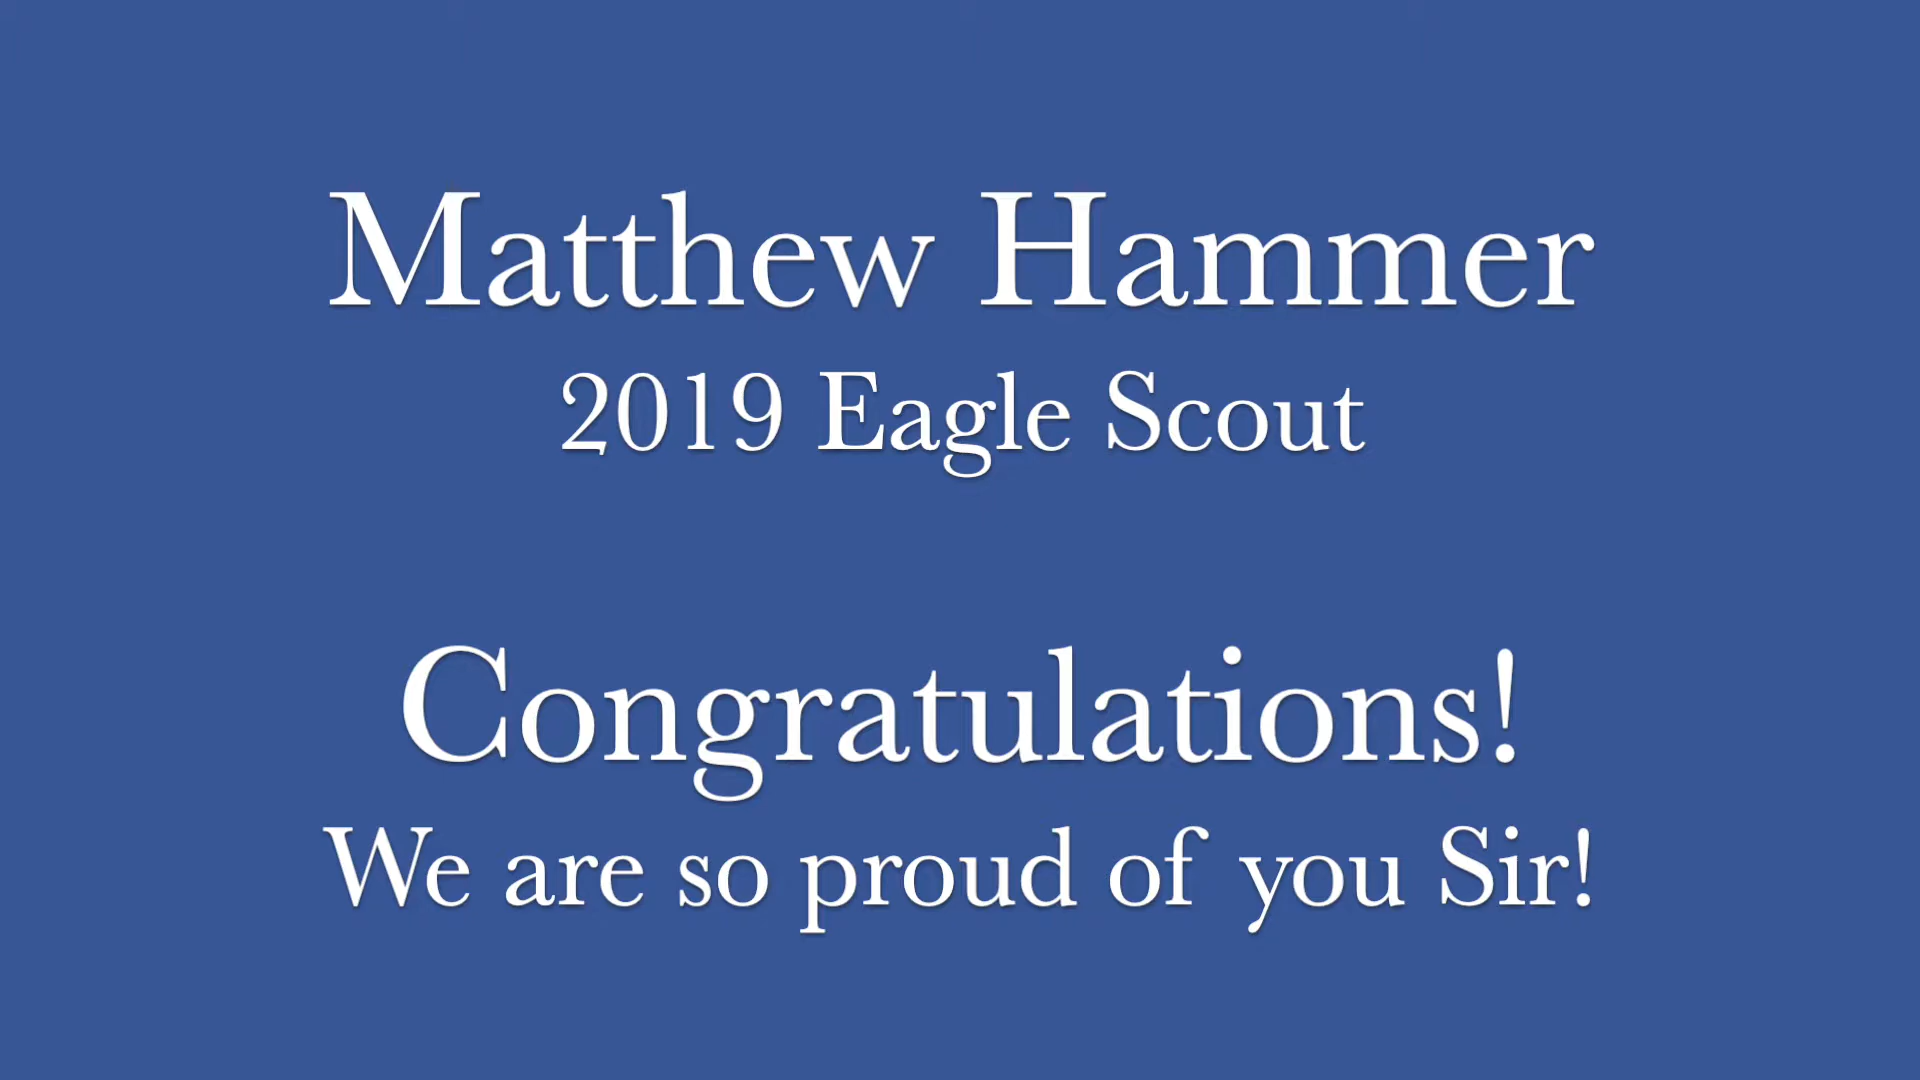 Matthew Hammer
2019 Eagle Scout
Congratulations!
We are so proud of you Sir!